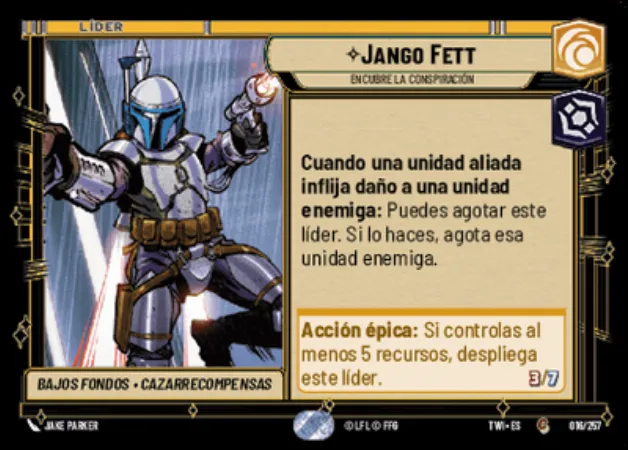 LÍDER
JANGO FETT
ENCUBRE LA CONSPIRACIÓN
Cuando una unidad aliada
inflija daño a una unidad
enemiga: Puedes agotar este
líder. Si lo haces, agota esa
unidad enemiga.
Acción épica: Si controlas al
menos 5 recursos, despliega
este líder.
3/7
BAJOS FONDOS • CAZARRECOMPENSAS
JAKE PARKER
© LFL © FFG
TWI • ES
016/257